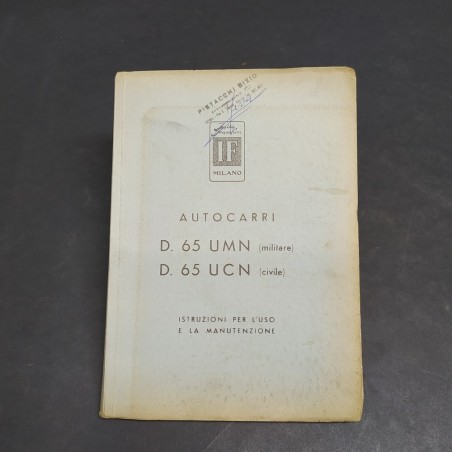 PISTACCHI BIXIO
IF
MILANO
AUTOCARRI
D. 65 UMN (militare)
D. 65 UCN (civile)
ISTRUZIONI PER L'USO
E LA MANUTENZIONE